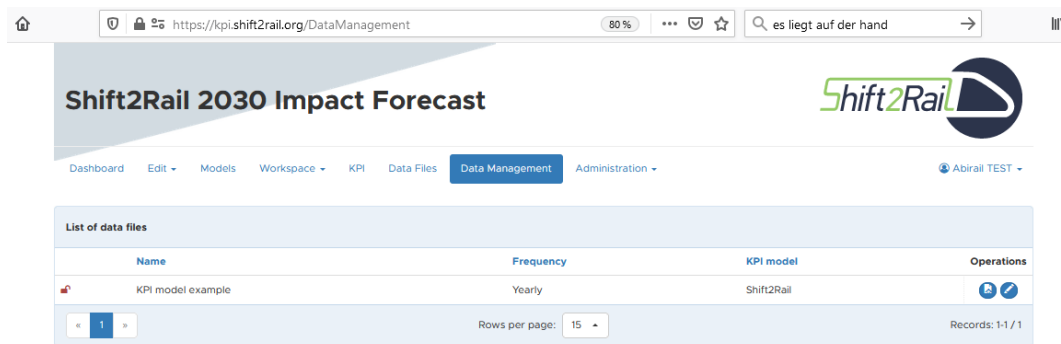 https://kpi.shift2rail.org/DataManagement 80% es liegt auf der hand
Shift2Rail 2030 Impact Forecast
Shift2Rail
Dashboard Edit Models Workspace KPI Data Files Data Management Administration Abirail TEST
List of data files
Name Frequency KPI model Operations
KPI model example Yearly Shift2Rail
« 1 » Rows per page: 15 Records: 1-1 / 1